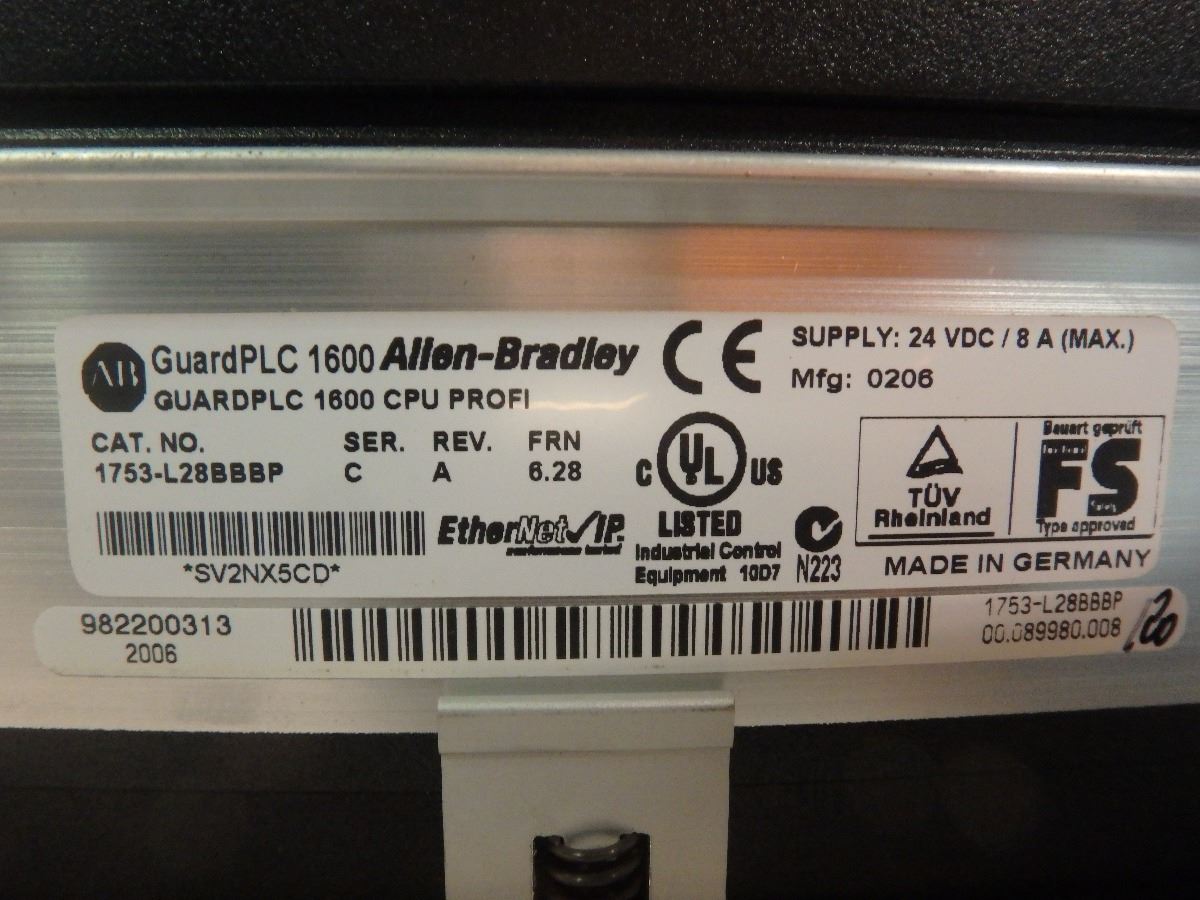 AB GuardPLC 1600 Allen-Bradley
GUARDPLC 1600 CPU PROFI
CAT. NO. SER. REV. FRN
1753-L28BBBP C A 6.28
*SV2NX5CD*
EtherNet/IP
CE
SUPPLY: 24 VDC / 8 A (MAX.)
Mfg: 0206
C UL US
LISTED
Industrial Control
Equipment 10D7
N223
TÜV
Rheinland
Bauart geprüft
FS
Type approved
MADE IN GERMANY
982200313
2006
1753-L28BBBP
00.089980.008